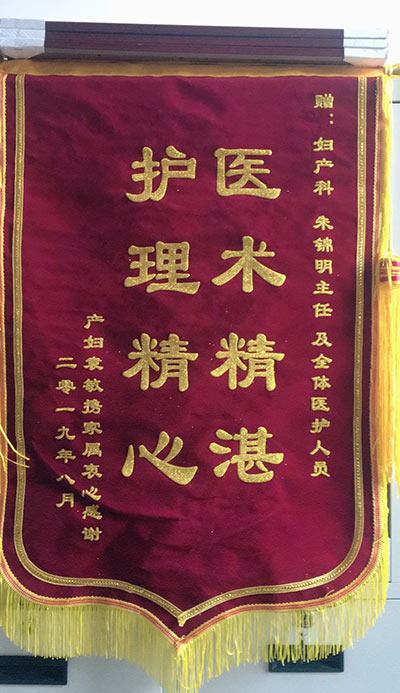 赠：妇产科 朱锦明主任 及全体医护人员
医术精湛
护理精心
产妇袁敏携家属衷心感谢
二零一九年八月